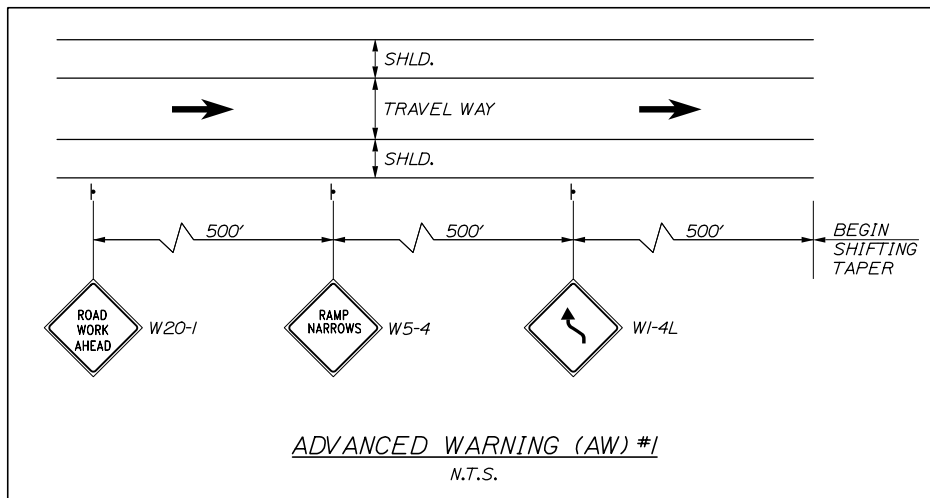 SHLD.
TRAVEL WAY
SHLD.
500' 500' 500' BEGIN
SHIFTING
TAPER
ROAD
WORK
AHEAD
W20-1
RAMP
NARROWS
W5-4
W1-4L
ADVANCED WARNING (AW) #1
N.T.S.